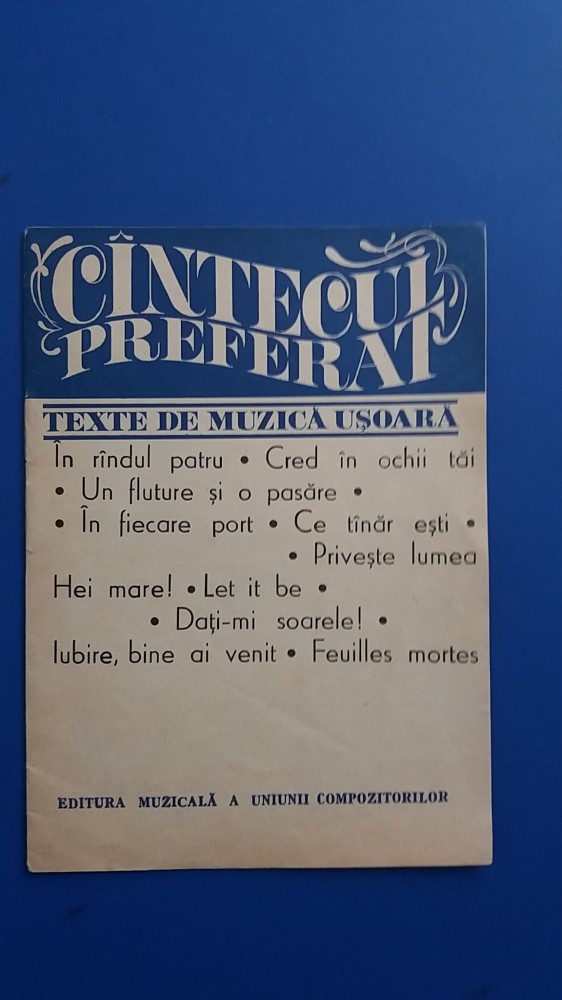 CÎNTECUL
PREFERAT
TEXTE DE MUZICĂ UȘOARĂ
În rîndul patru • Cred în ochii tăi
• Un fluture și o pasăre •
• În fiecare port • Ce tînăr ești •
• Privește lumea
Hei mare! • Let it be •
• Dați-mi soarele! •
Iubire, bine ai venit • Feuilles mortes
EDITURA MUZICALĂ A UNIUNII COMPOZITORILOR